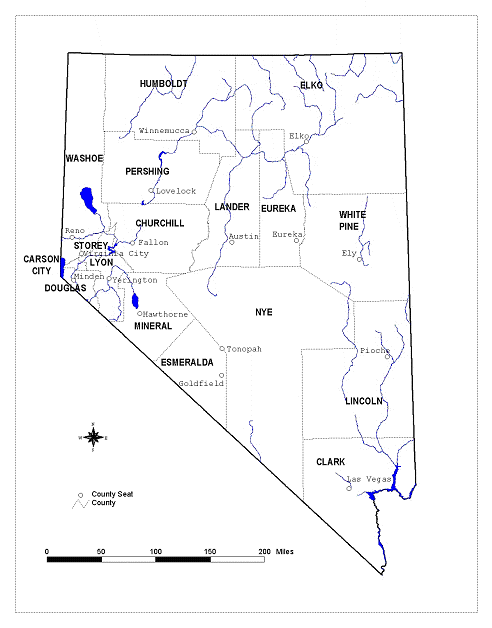 HUMBOLDT
ELKO
Winnemucca
Elko
WASHOE
PERSHING
Lovelock
LANDER
EUREKA
WHITE
PINE
CHURCHILL
Reno
STOREY
Fallon
Austin
Eureka
Virginia City
Ely
CARSON
CITY
LYON
Minden
Yerington
DOUGLAS
Hawthorne
NYE
MINERAL
Tonopah
Pioche
ESMERALDA
Goldfield
LINCOLN
N
W
E
S
CLARK
Las Vegas
County Seat
County
0 50 100 150 200 Miles